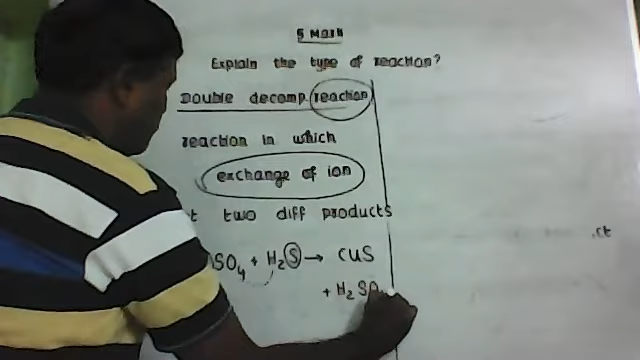 5 MARK
Explain the type of reaction?
Double decomp reaction
reaction in which
exchange of ion
two diff products
SO4 + H2S → CuS
+ H2SO